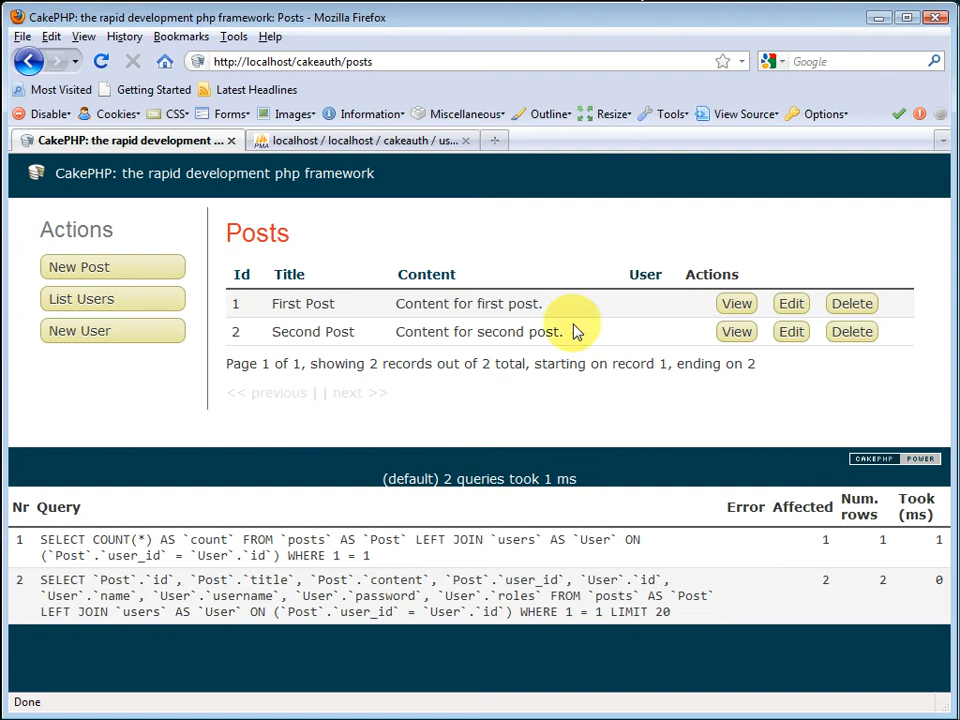 CakePHP: the rapid development php framework: Posts - Mozilla Firefox
File Edit View History Bookmarks Tools Help
http://localhost/cakeauth/posts
Google
Most Visited Getting Started Latest Headlines
Disable Cookies CSS Forms Images Information Miscellaneous Outline Resize Tools View Source Options
CakePHP: the rapid development ... localhost / localhost / cakeauth / us...
CakePHP: the rapid development php framework
Actions
New Post
List Users
New User
Posts
Id Title Content User Actions
1 First Post Content for first post. View Edit Delete
2 Second Post Content for second post. View Edit Delete
Page 1 of 1, showing 2 records out of 2 total, starting on record 1, ending on 2
<< previous | | next >>
CAKEPHP POWER
(default) 2 queries took 1 ms
Nr Query Error Affected Num. rows Took (ms)
1 SELECT COUNT(*) AS `count` FROM `posts` AS `Post` LEFT JOIN `users` AS `User` ON 1 1 1
(`Post`.`user_id` = `User`.`id`) WHERE 1 = 1
2 SELECT `Post`.`id`, `Post`.`title`, `Post`.`content`, `Post`.`user_id`, `User`.`id`, 2 2 0
`User`.`name`, `User`.`username`, `User`.`password`, `User`.`roles` FROM `posts` AS `Post`
LEFT JOIN `users` AS `User` ON (`Post`.`user_id` = `User`.`id`) WHERE 1 = 1 LIMIT 20
Done